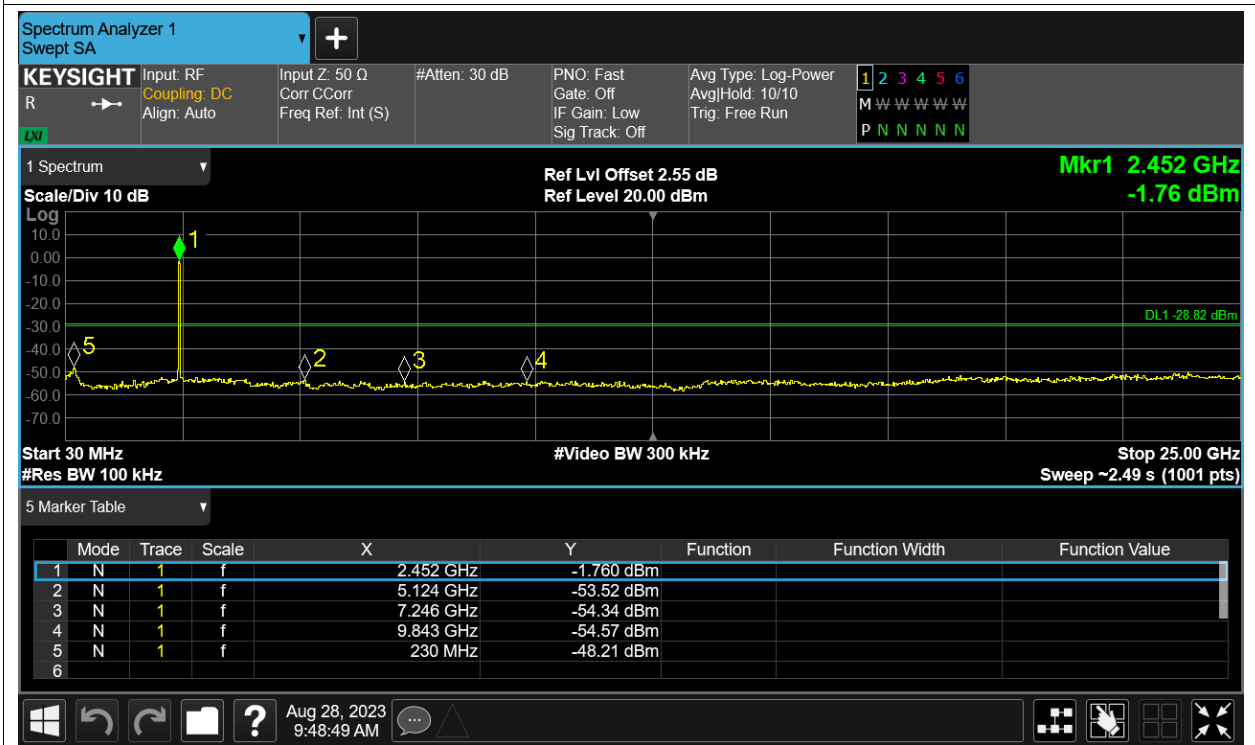 Spectrum Analyzer 1
Swept SA
+
KEYSIGHT Input: RF Input Z: 50 Ω #Atten: 30 dB PNO: Fast Avg Type: Log-Power 1 2 3 4 5 6
R Coupling: DC Corr CCorr Gate: Off Avg|Hold: 10/10 M W W W W W
Align: Auto Freq Ref: Int (S) IF Gain: Low Trig: Free Run
LXI Sig Track: Off P N N N N N
1 Spectrum Ref Lvl Offset 2.55 dB Mkr1 2.452 GHz
Scale/Div 10 dB Ref Level 20.00 dBm -1.76 dBm
Log
10.0 1
0.00
-10.0
-20.0
DL1 -28.82 dBm
-30.0
-40.0 5
2 3 4
-50.0
-60.0
-70.0
Start 30 MHz #Video BW 300 kHz Stop 25.00 GHz
#Res BW 100 kHz Sweep ~2.49 s (1001 pts)
5 Marker Table
Mode Trace Scale X Y Function Function Width Function Value
1 N 1 f 2.452 GHz -1.760 dBm
2 N 1 f 5.124 GHz -53.52 dBm
3 N 1 f 7.246 GHz -54.34 dBm
4 N 1 f 9.843 GHz -54.57 dBm
5 N 1 f 230 MHz -48.21 dBm
6
? Aug 28, 2023
9:48:49 AM